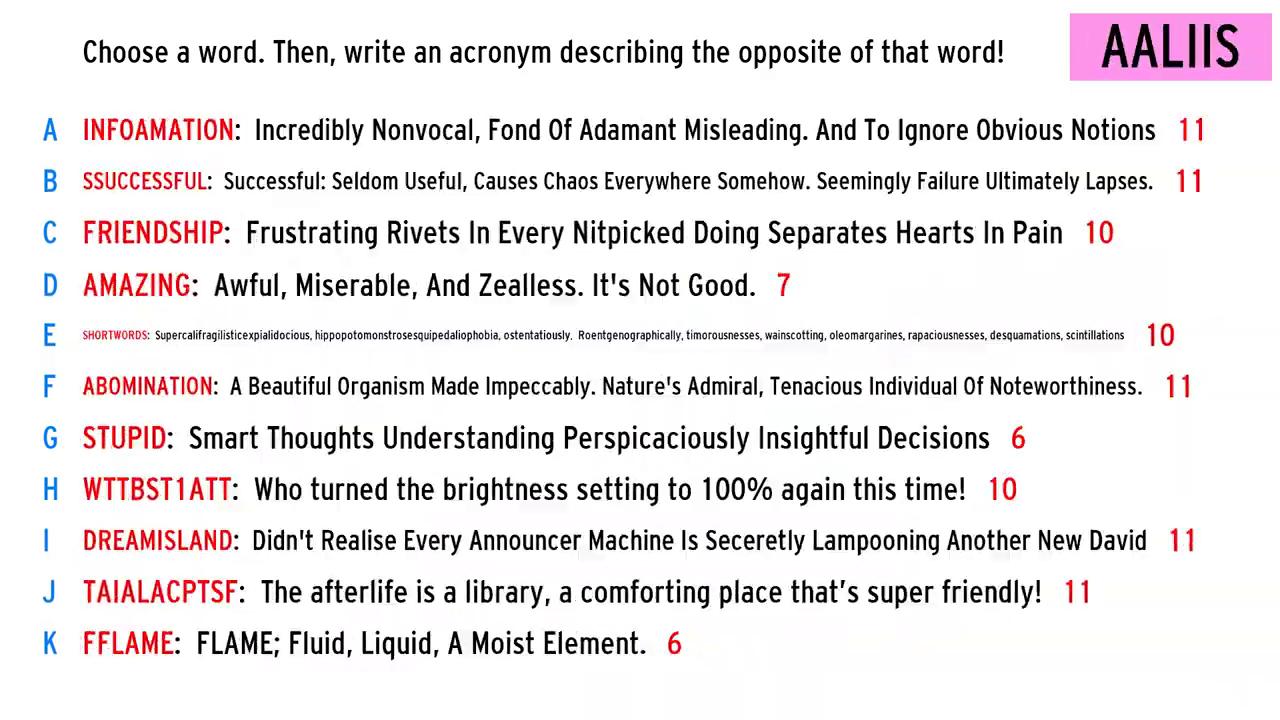 Choose a word. Then, write an acronym describing the opposite of that word!
AALIIS
A INFOAMATION: Incredibly Nonvocal, Fond Of Adamant Misleading. And To Ignore Obvious Notions 11
B SSUCCESSFUL: Successful: Seldom Useful, Causes Chaos Everywhere Somehow. Seemingly Failure Ultimately Lapses. 11
C FRIENDSHIP: Frustrating Rivets In Every Nitpicked Doing Separates Hearts In Pain 10
D AMAZING: Awful, Miserable, And Zealless. It's Not Good. 7
E SHORTWORDS: Supercalifragilisticexpialidocious, hippopotomonstrosesquipedaliophobia, ostentatiously. Roentgenographically, timorousnesses, wainscotting, oleomargarines, rapaciousnesses, desquamations, scintillations 10
F ABOMINATION: A Beautiful Organism Made Impeccably. Nature's Admiral, Tenacious Individual Of Noteworthiness. 11
G STUPID: Smart Thoughts Understanding Perspicaciously Insightful Decisions 6
H WTTBST1ATT: Who turned the brightness setting to 100% again this time! 10
I DREAMISLAND: Didn't Realise Every Announcer Machine Is Seceretly Lampooning Another New David 11
J TAIALACPTSF: The afterlife is a library, a comforting place that’s super friendly! 11
K FFLAME: FLAME; Fluid, Liquid, A Moist Element. 6